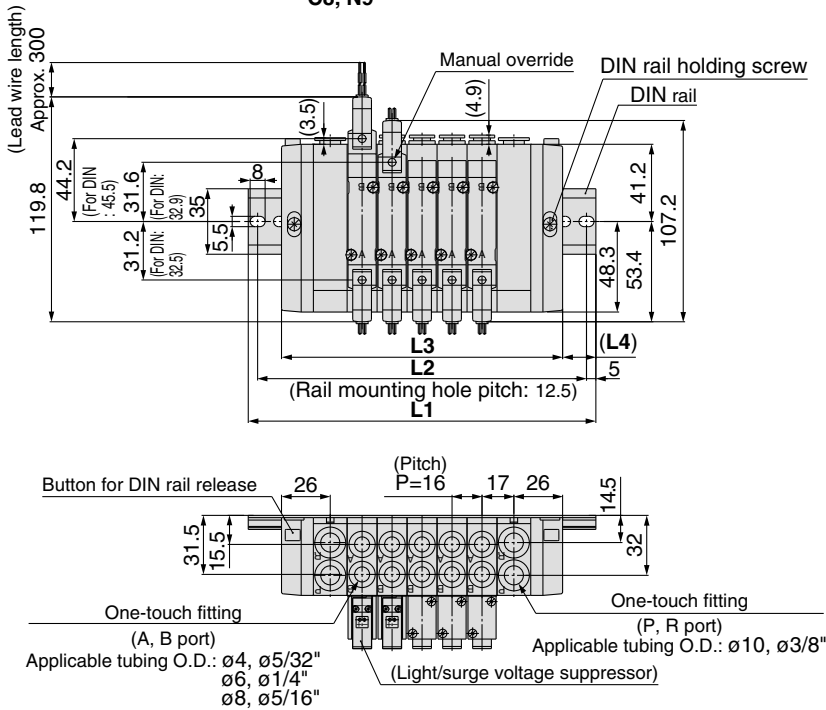 C8, N9
(Lead wire length)
Approx. 300
Manual override
DIN rail holding screw
DIN rail
(3.5)
(4.9)
119.8
44.2
(For DIN
: 45.5)
31.6
(For DIN:
32.9)
8
35
5.5
31.2
(For DIN:
32.5)
B
B
B
B
A
A
A
A
A
41.2
107.2
48.3
53.4
L3
(L4)
L2
5
(Rail mounting hole pitch: 12.5)
L1
(Pitch)
Button for DIN rail release
26
P=16
17
26
14.5
31.5
15.5
32
R A A A A A R
P B B B B B P
One-touch fitting
(A, B port)
Applicable tubing O.D.: ø4, ø5/32"
ø6, ø1/4"
ø8, ø5/16"
(Light/surge voltage suppressor)
One-touch fitting
(P, R port)
Applicable tubing O.D.: ø10, ø3/8"